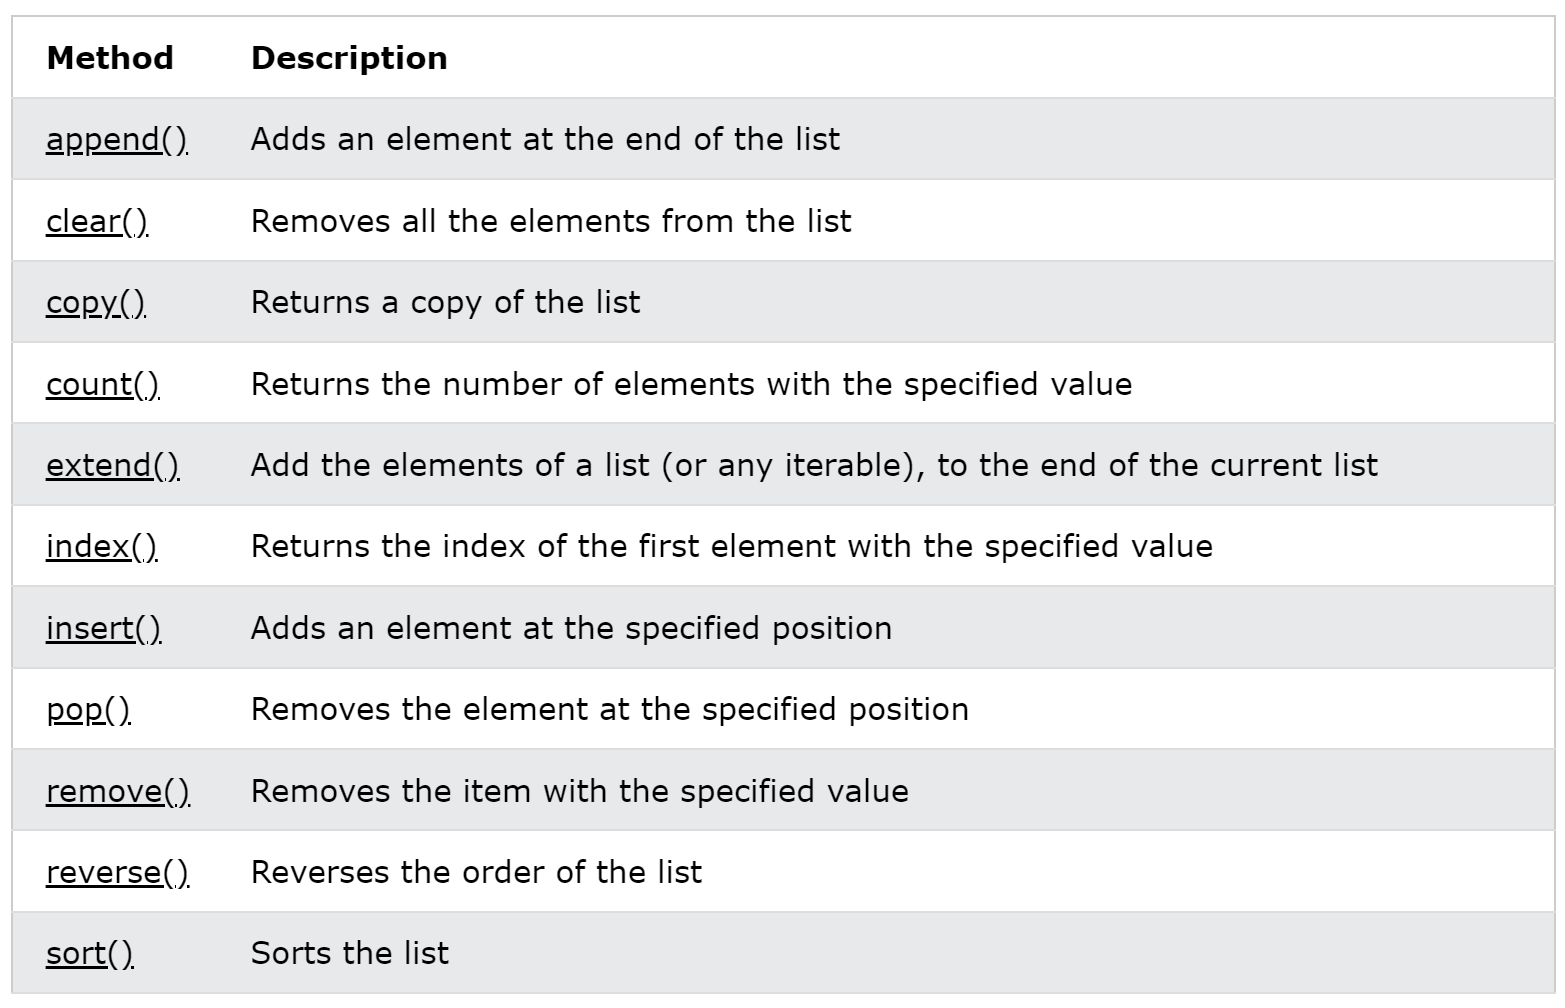 Method Description
append() Adds an element at the end of the list
clear() Removes all the elements from the list
copy() Returns a copy of the list
count() Returns the number of elements with the specified value
extend() Add the elements of a list (or any iterable), to the end of the current list
index() Returns the index of the first element with the specified value
insert() Adds an element at the specified position
pop() Removes the element at the specified position
remove() Removes the item with the specified value
reverse() Reverses the order of the list
sort() Sorts the list